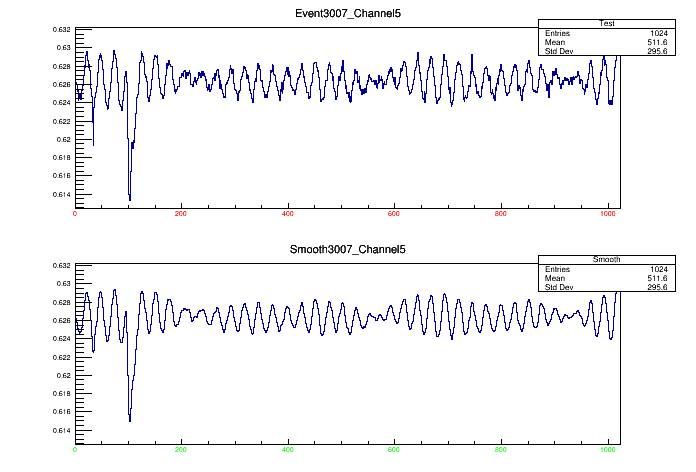 Event3007_Channel5
Test
Entries 1024
Mean 511.6
Std Dev 295.6
0.632
0.63
0.628
0.626
0.624
0.622
0.62
0.618
0.616
0.614
0 200 400 600 800 1000
Smooth3007_Channel5
Smooth
Entries 1024
Mean 511.6
Std Dev 295.6
0.632
0.63
0.628
0.626
0.624
0.622
0.62
0.618
0.616
0.614
0 200 400 600 800 1000